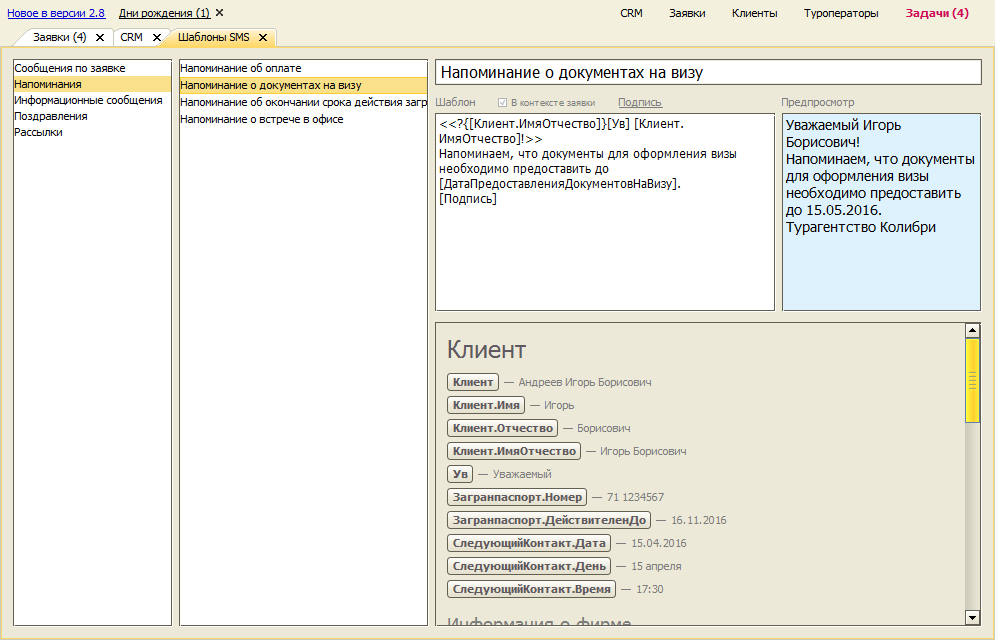 Новое в версии 2.8 Дни рождения (1) ✕ CRM Заявки Клиенты Туроператоры Задачи (4)
Заявки (4) ✕ CRM ✕ Шаблоны SMS ✕
Сообщения по заявке
Напоминания
Информационные сообщения
Поздравления
Рассылки
Напоминание об оплате
Напоминание о документах на визу
Напоминание об окончании срока действия загр
Напоминание о встрече в офисе
Напоминание о документах на визу
Шаблон В контексте заявки Подпись Предпросмотр
<<?{[Клиент.ИмяОтчество]}[Ув] [Клиент.
ИмяОтчество]!>>
Напоминаем, что документы для оформления визы
необходимо предоставить до
[ДатаПредоставленияДокументовНаВизу].
[Подпись]
Уважаемый Игорь
Борисович!
Напоминаем, что документы
для оформления визы
необходимо предоставить
до 15.05.2016.
Турагентство Колибри
Клиент
Клиент — Андреев Игорь Борисович
Клиент.Имя — Игорь
Клиент.Отчество — Борисович
Клиент.ИмяОтчество — Игорь Борисович
Ув — Уважаемый
Загранпаспорт.Номер — 71 1234567
Загранпаспорт.ДействителенДо — 16.11.2016
СледующийКонтакт.Дата — 15.04.2016
СледующийКонтакт.День — 15 апреля
СледующийКонтакт.Время — 17:30
Информация о фирме